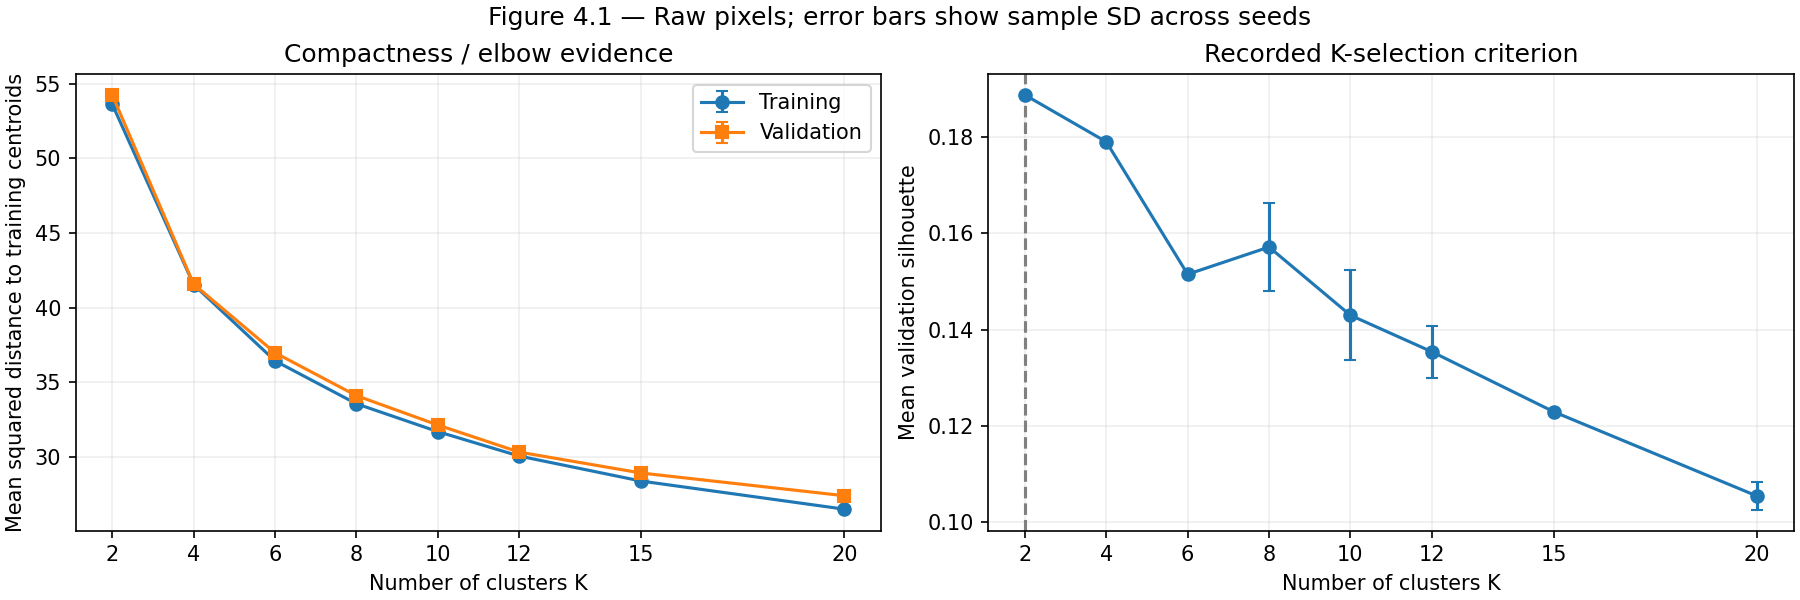 Figure 4.1 — Raw pixels; error bars show sample SD across seeds
Compactness / elbow evidence
Mean squared distance to training centroids
55
50
45
40
35
30
Training
Validation
2 4 6 8 10 12 15 20
Number of clusters K
Recorded K-selection criterion
Mean validation silhouette
0.18
0.16
0.14
0.12
0.10
2 4 6 8 10 12 15 20
Number of clusters K